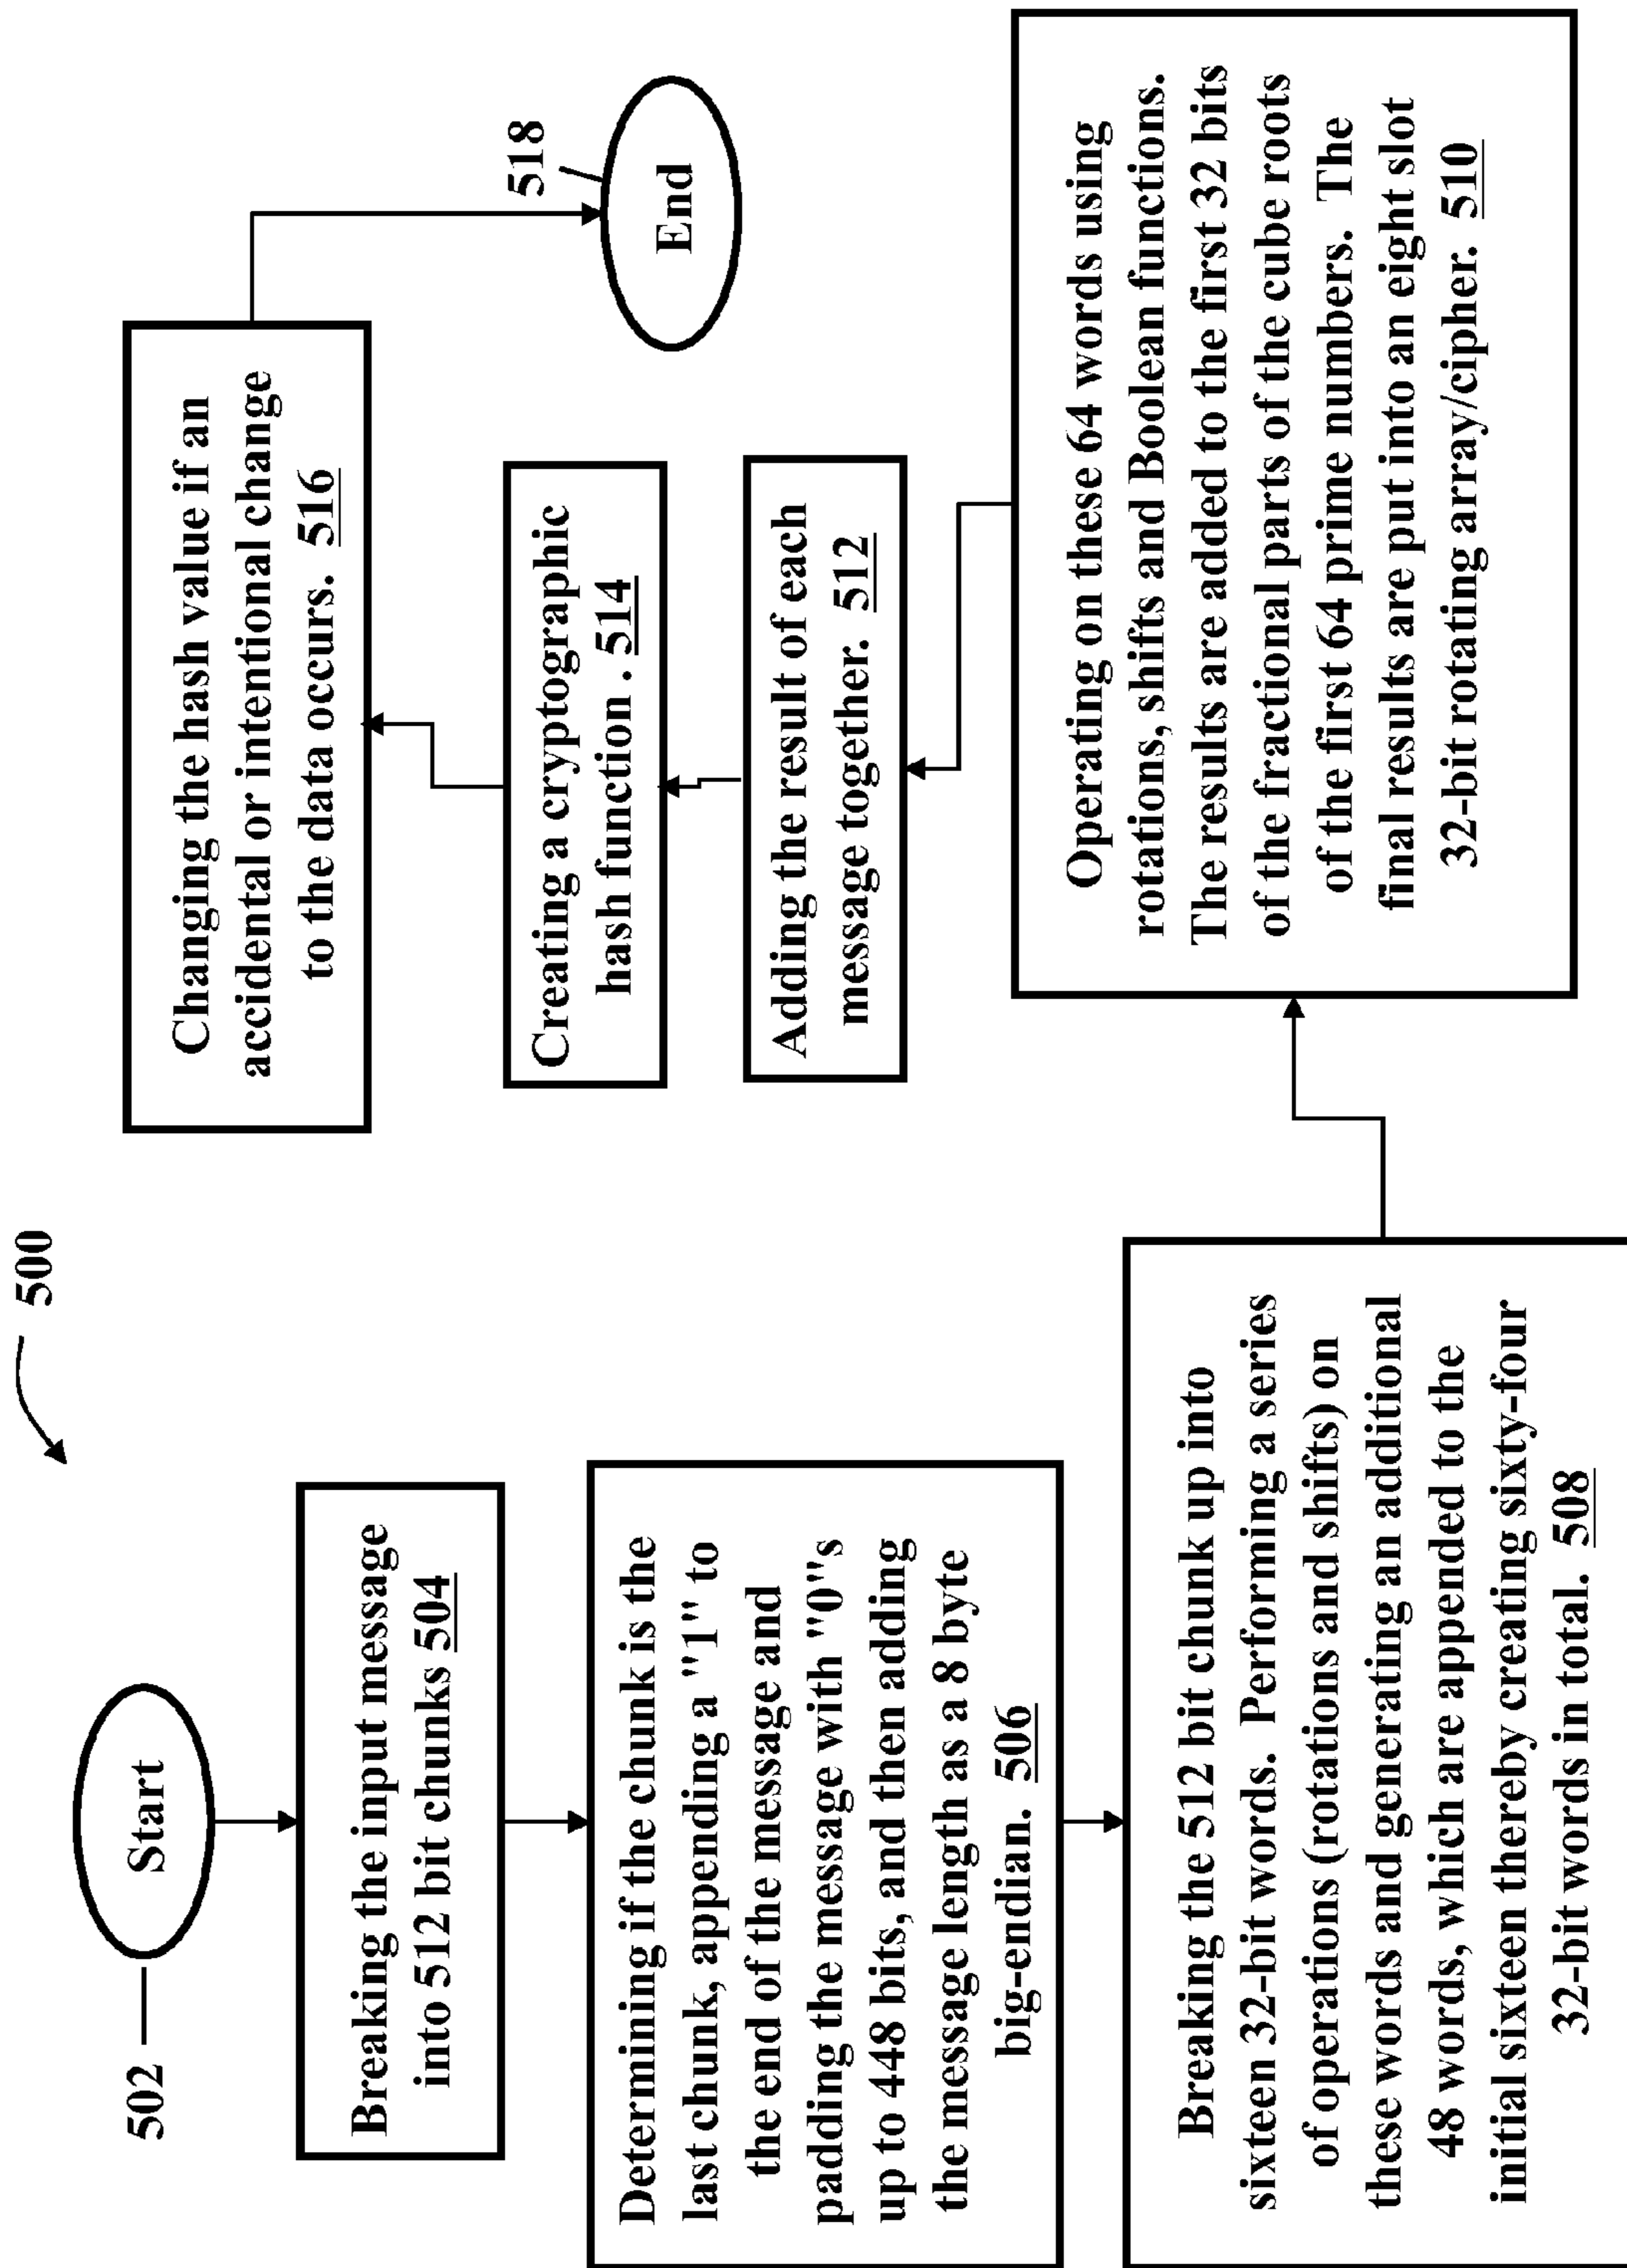 500
502
Start
Breaking the input message
into 512 bit chunks 504
Determining if the chunk is the
last chunk, appending a "1" to
the end of the message and
padding the message with "0"s
up to 448 bits, and then adding
the message length as a 8 byte
big-endian. 506
Breaking the 512 bit chunk up into
sixteen 32-bit words. Performing a series
of operations (rotations and shifts) on
these words and generating an additional
48 words, which are appended to the
initial sixteen thereby creating sixty-four
32-bit words in total. 508
Operating on these 64 words using
rotations, shifts and Boolean functions.
The results are added to the first 32 bits
of the fractional parts of the cube roots
of the first 64 prime numbers. The
final results are put into an eight slot
32-bit rotating array/cipher. 510
Adding the result of each
message together. 512
Creating a cryptographic
hash function . 514
Changing the hash value if an
accidental or intentional change
to the data occurs. 516
518
End